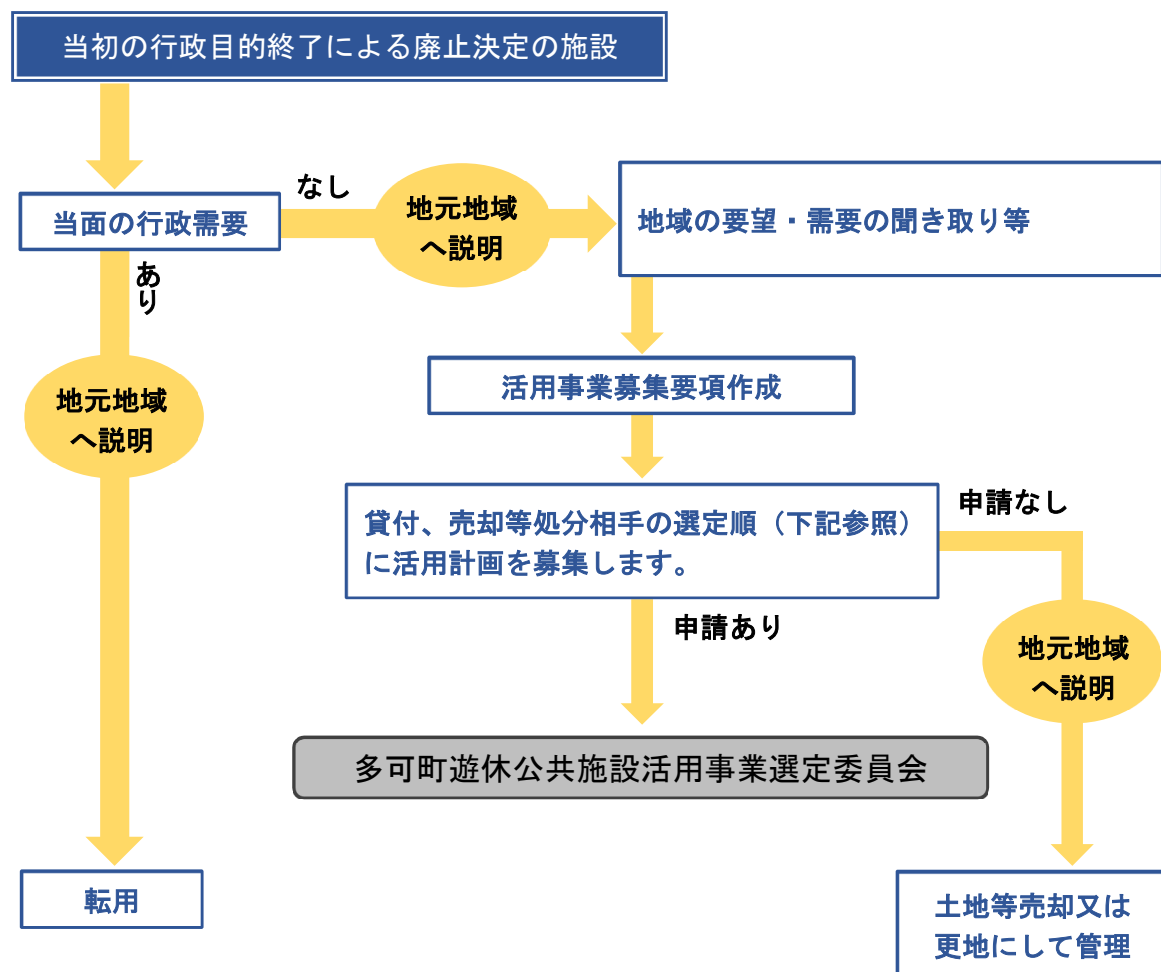 当初の行政目的終了による廃止決定の施設
なし
当面の行政需要
地元地域
へ説明
地域の要望・需要の聞き取り等
あり
活用事業募集要項作成
地元地域
へ説明
貸付、売却等処分相手の選定順（下記参照）
に活用計画を募集します。
申請なし
申請あり
地元地域
へ説明
多可町遊休公共施設活用事業選定委員会
転用
土地等売却又は
更地にして管理